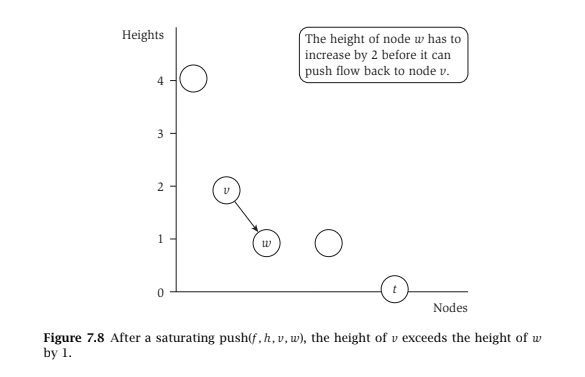 Heights
The height of node w has to
increase by 2 before it can
push flow back to node v.
4
3
2
v
1
w
0
t
Nodes
Figure 7.8 After a saturating push(f, h, v, w), the height of v exceeds the height of w
by 1.